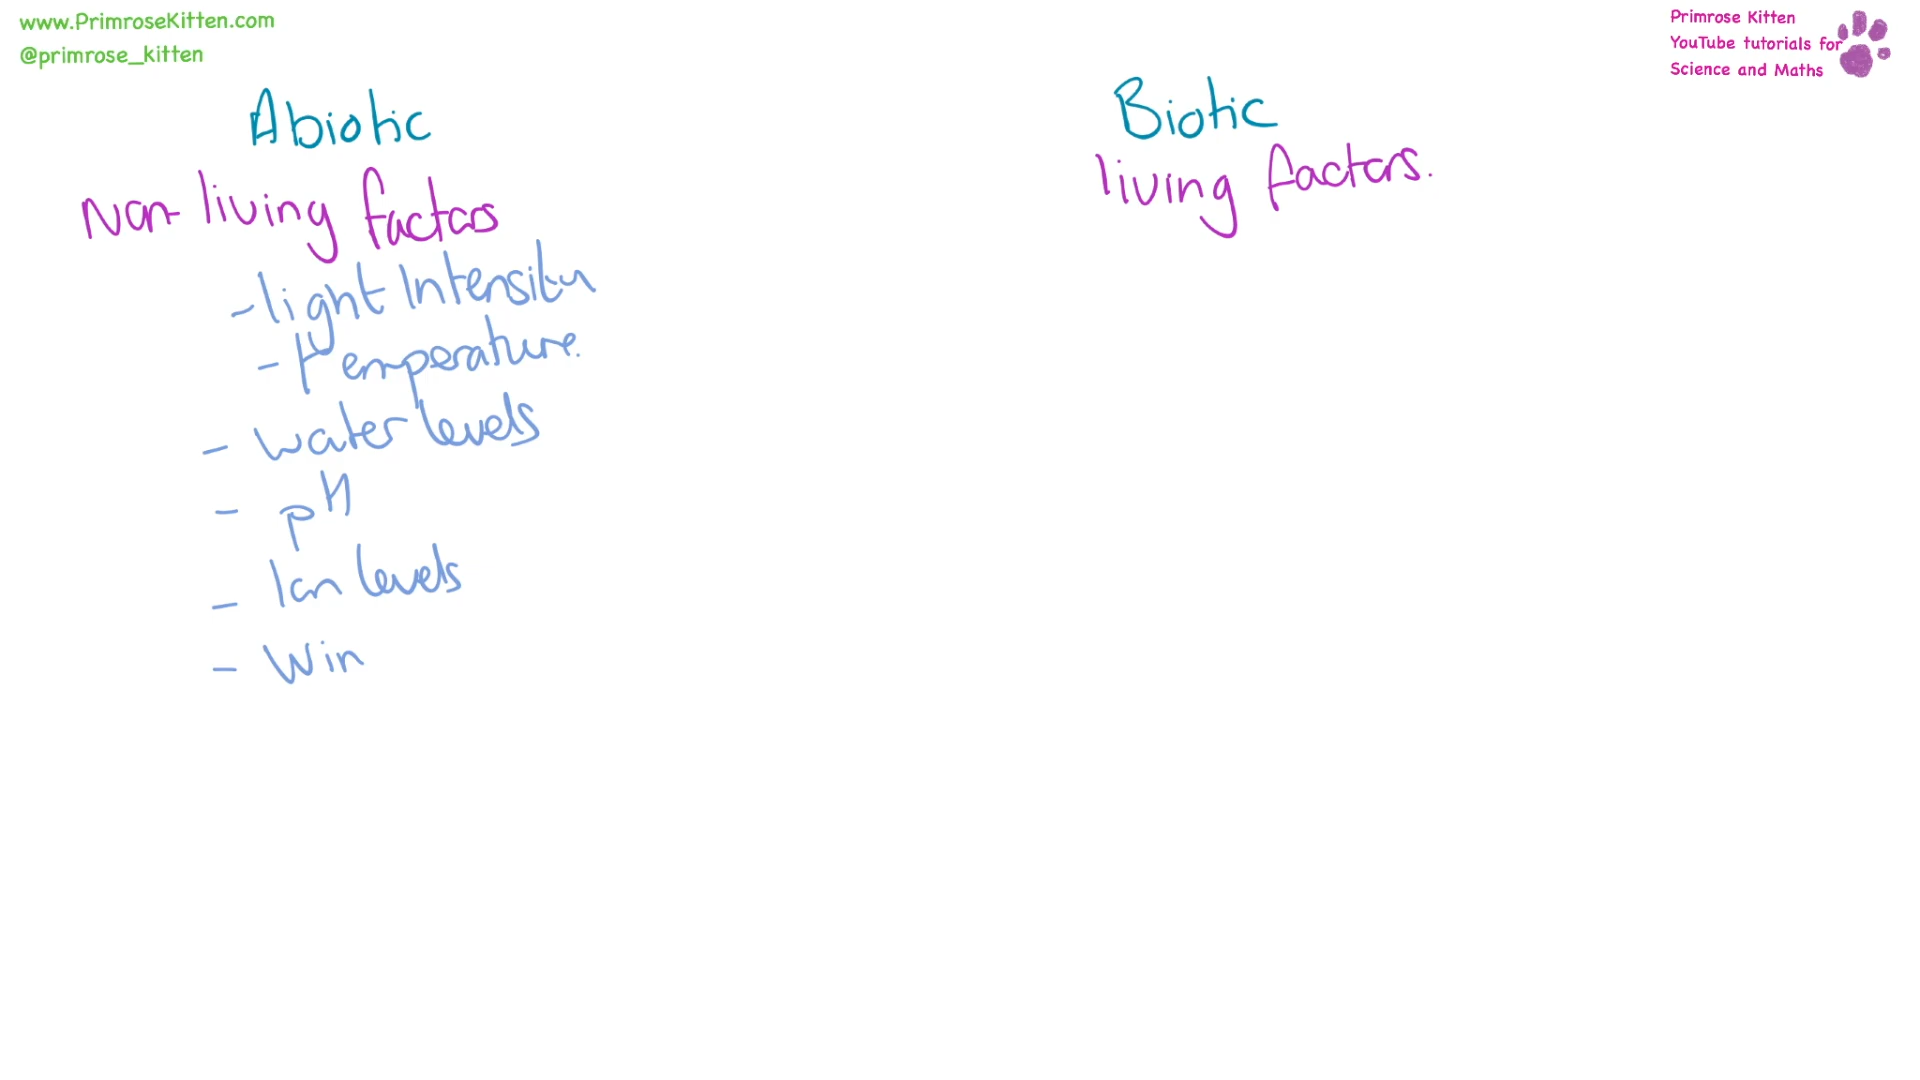 www.PrimroseKitten.com
@primrose_kitten
Primrose Kitten
YouTube tutorials for
Science and Maths
Abiotic
Non-living factors
- light Intensity
- temperature.
- water levels
- pH
- Ion levels
- Win
Biotic
living factors.